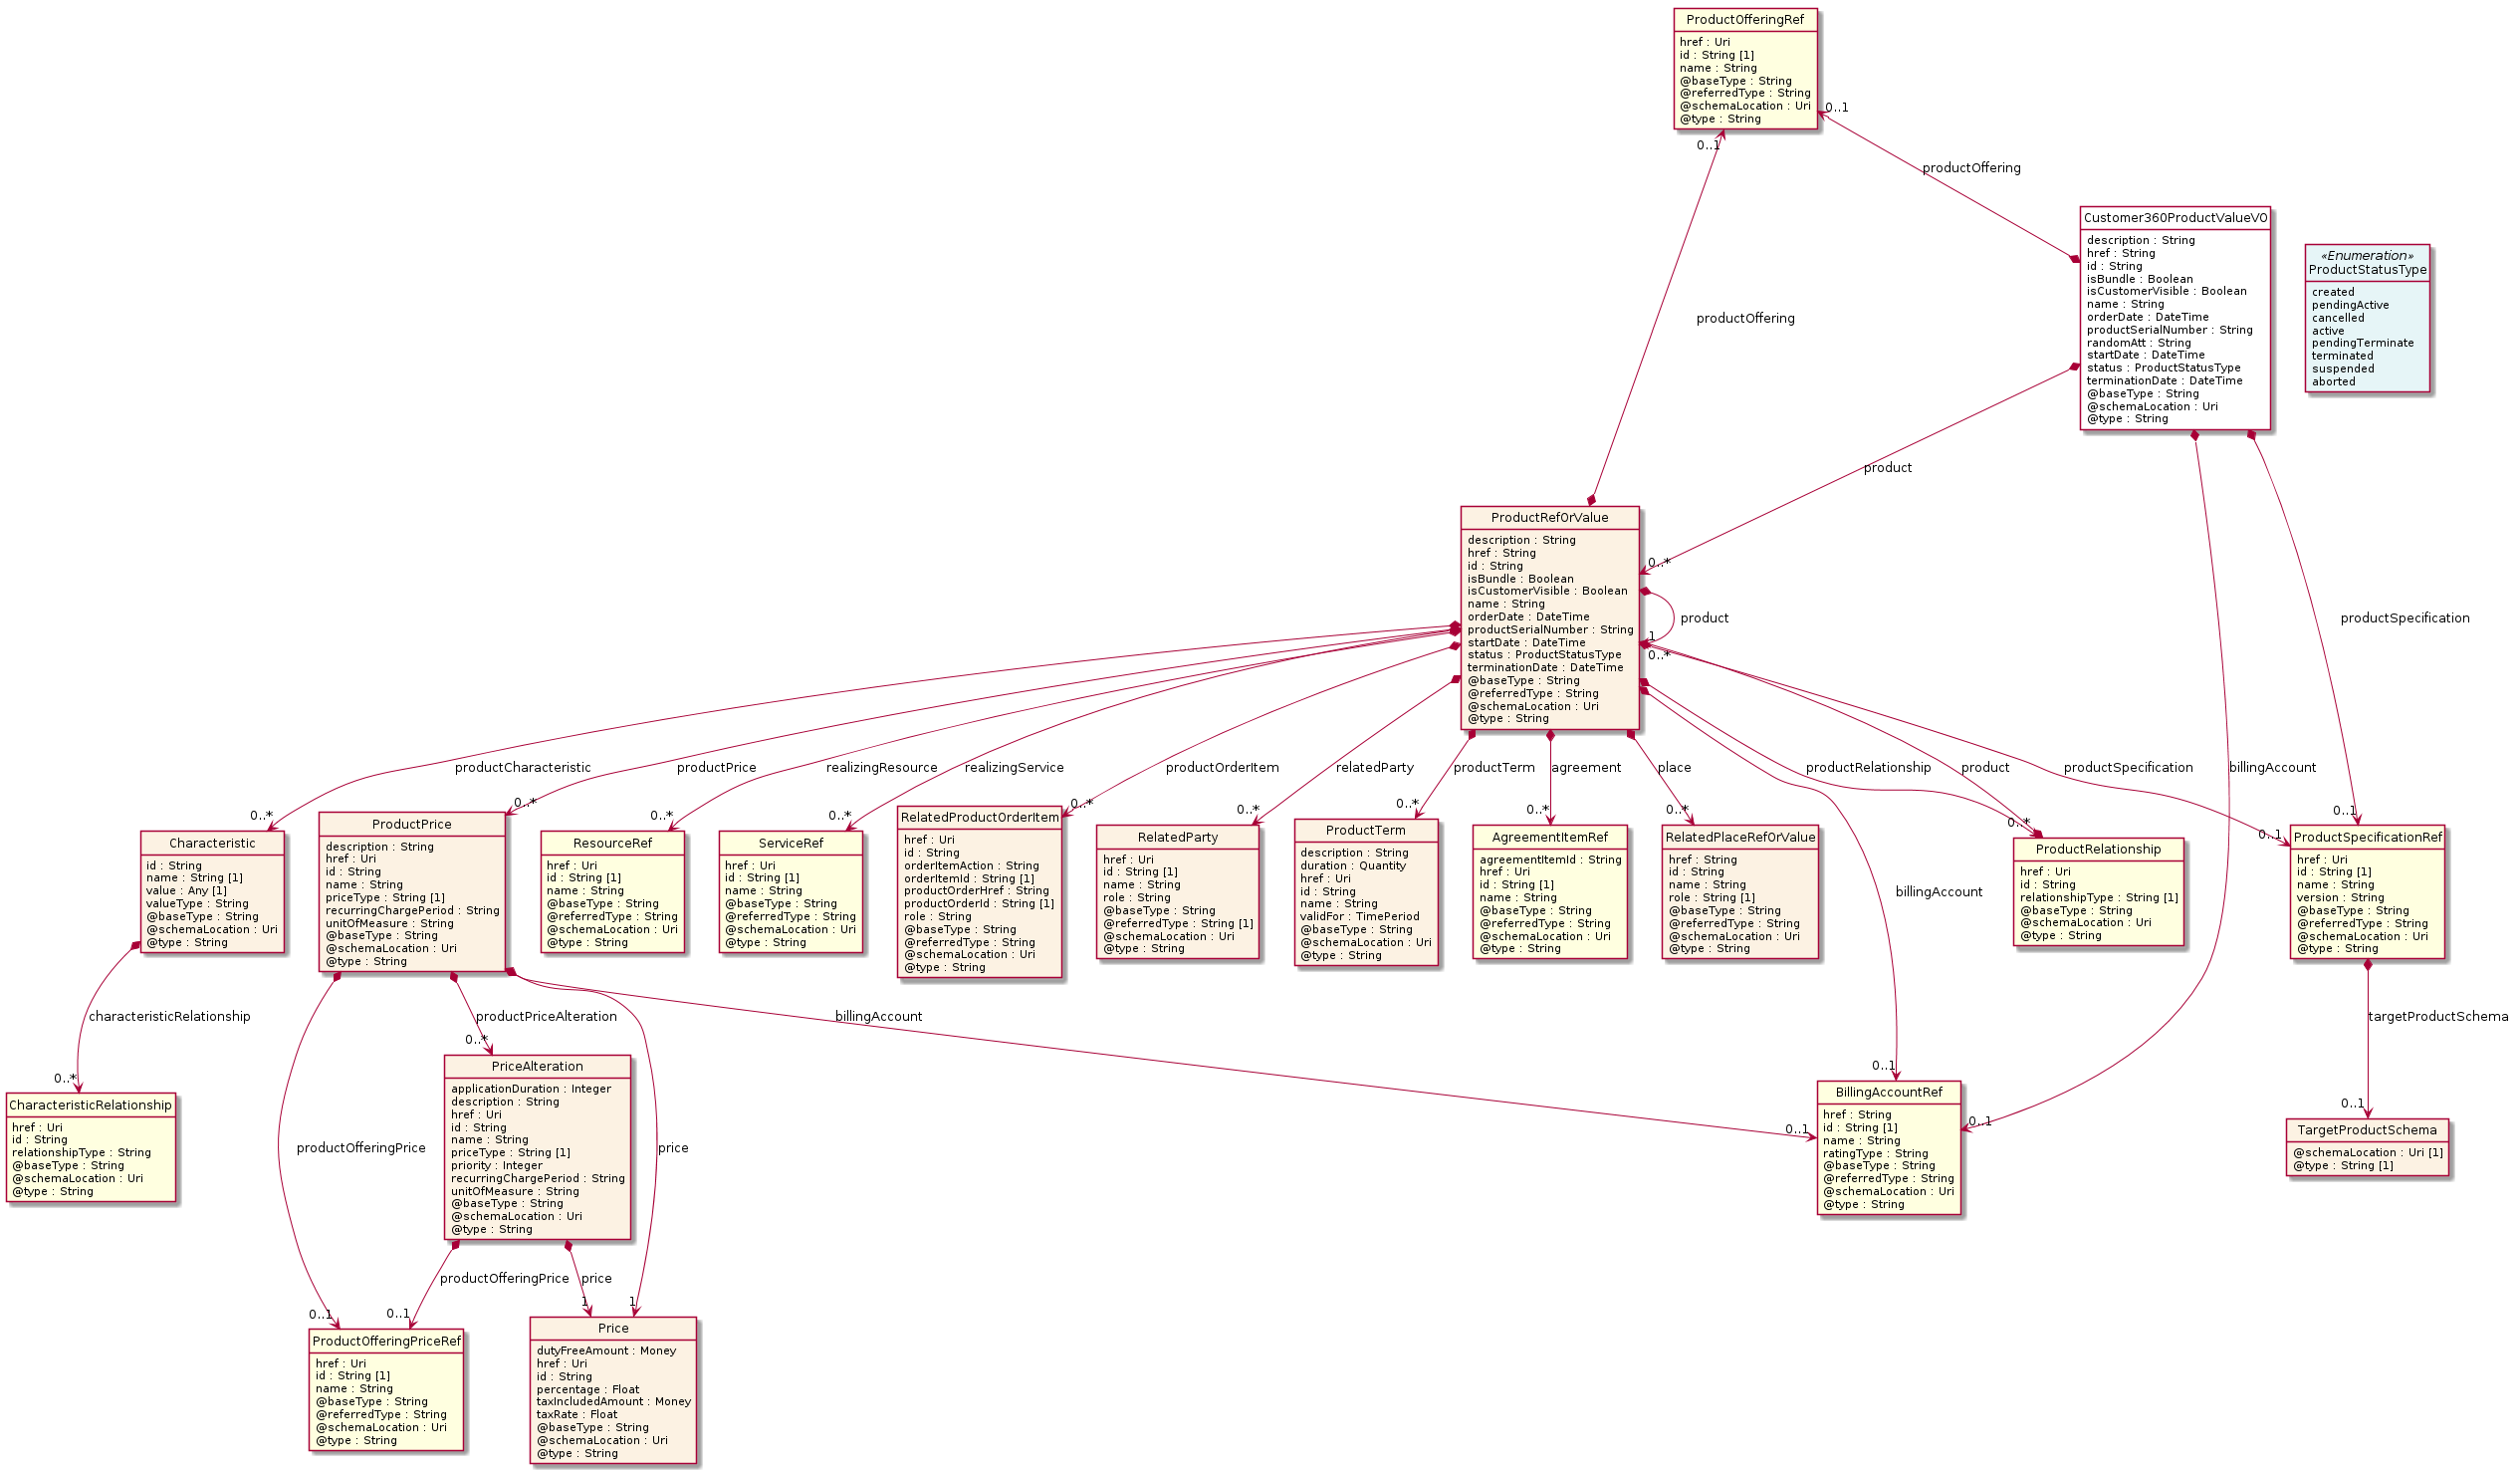 ProductOfferingRef
href : Uri
id : String [1]
name : String
@baseType : String
@referredType : String
@schemaLocation : Uri
@type : String
0..1
0..1
productOffering
Customer360ProductValueVO
description : String
href : String
id : String
isBundle : Boolean
isCustomerVisible : Boolean
name : String
orderDate : DateTime
productSerialNumber : String
randomAtt : String
startDate : DateTime
status : ProductStatusType
terminationDate : DateTime
@baseType : String
@schemaLocation : Uri
@type : String
«Enumeration»
ProductStatusType
created
pendingActive
cancelled
active
pendingTerminate
terminated
suspended
aborted
productOffering
product
ProductRefOrValue
description : String
href : String
id : String
isBundle : Boolean
isCustomerVisible : Boolean
name : String
orderDate : DateTime
productSerialNumber : String
startDate : DateTime
status : ProductStatusType
terminationDate : DateTime
@baseType : String
@referredType : String
@schemaLocation : Uri
@type : String
0..*
product
1
0..*
productSpecification
productCharacteristic
productPrice
realizingResource
realizingService
productOrderItem
relatedParty
productTerm
agreement
place
productRelationship
product
productSpecification
billingAccount
0..*
0..*
0..*
0..*
0..*
0..*
0..*
0..*
0..*
0..*
0..1
0..1
Characteristic
id : String
name : String [1]
value : Any [1]
valueType : String
@baseType : String
@schemaLocation : Uri
@type : String
ProductPrice
description : String
href : Uri
id : String
name : String
priceType : String [1]
recurringChargePeriod : String
unitOfMeasure : String
@baseType : String
@schemaLocation : Uri
@type : String
ResourceRef
href : Uri
id : String [1]
name : String
@baseType : String
@referredType : String
@schemaLocation : Uri
@type : String
ServiceRef
href : Uri
id : String [1]
name : String
@baseType : String
@referredType : String
@schemaLocation : Uri
@type : String
RelatedProductOrderItem
href : Uri
id : String
orderItemAction : String
orderItemId : String [1]
productOrderHref : String
productOrderId : String [1]
role : String
@baseType : String
@referredType : String
@schemaLocation : Uri
@type : String
RelatedParty
href : Uri
id : String [1]
name : String
role : String
@baseType : String
@referredType : String [1]
@schemaLocation : Uri
@type : String
ProductTerm
description : String
duration : Quantity
href : Uri
id : String
name : String
validFor : TimePeriod
@baseType : String
@schemaLocation : Uri
@type : String
AgreementItemRef
agreementItemId : String
href : Uri
id : String [1]
name : String
@baseType : String
@referredType : String
@schemaLocation : Uri
@type : String
RelatedPlaceRefOrValue
href : String
id : String
name : String
role : String [1]
@baseType : String
@referredType : String
@schemaLocation : Uri
@type : String
ProductRelationship
href : Uri
id : String
relationshipType : String [1]
@baseType : String
@schemaLocation : Uri
@type : String
ProductSpecificationRef
href : Uri
id : String [1]
name : String
version : String
@baseType : String
@referredType : String
@schemaLocation : Uri
@type : String
billingAccount
characteristicRelationship
productPriceAlteration
billingAccount
targetProductSchema
0..*
0..*
0..1
0..1
0..1
0..1
CharacteristicRelationship
href : Uri
id : String
relationshipType : String
@baseType : String
@schemaLocation : Uri
@type : String
productOfferingPrice
PriceAlteration
applicationDuration : Integer
description : String
href : Uri
id : String
name : String
priceType : String [1]
priority : Integer
recurringChargePeriod : String
unitOfMeasure : String
@baseType : String
@schemaLocation : Uri
@type : String
price
BillingAccountRef
href : String
id : String [1]
name : String
ratingType : String
@baseType : String
@referredType : String
@schemaLocation : Uri
@type : String
TargetProductSchema
@schemaLocation : Uri [1]
@type : String [1]
productOfferingPrice
price
0..1
0..1
1
1
ProductOfferingPriceRef
href : Uri
id : String [1]
name : String
@baseType : String
@referredType : String
@schemaLocation : Uri
@type : String
Price
dutyFreeAmount : Money
href : Uri
id : String
percentage : Float
taxIncludedAmount : Money
taxRate : Float
@baseType : String
@schemaLocation : Uri
@type : String